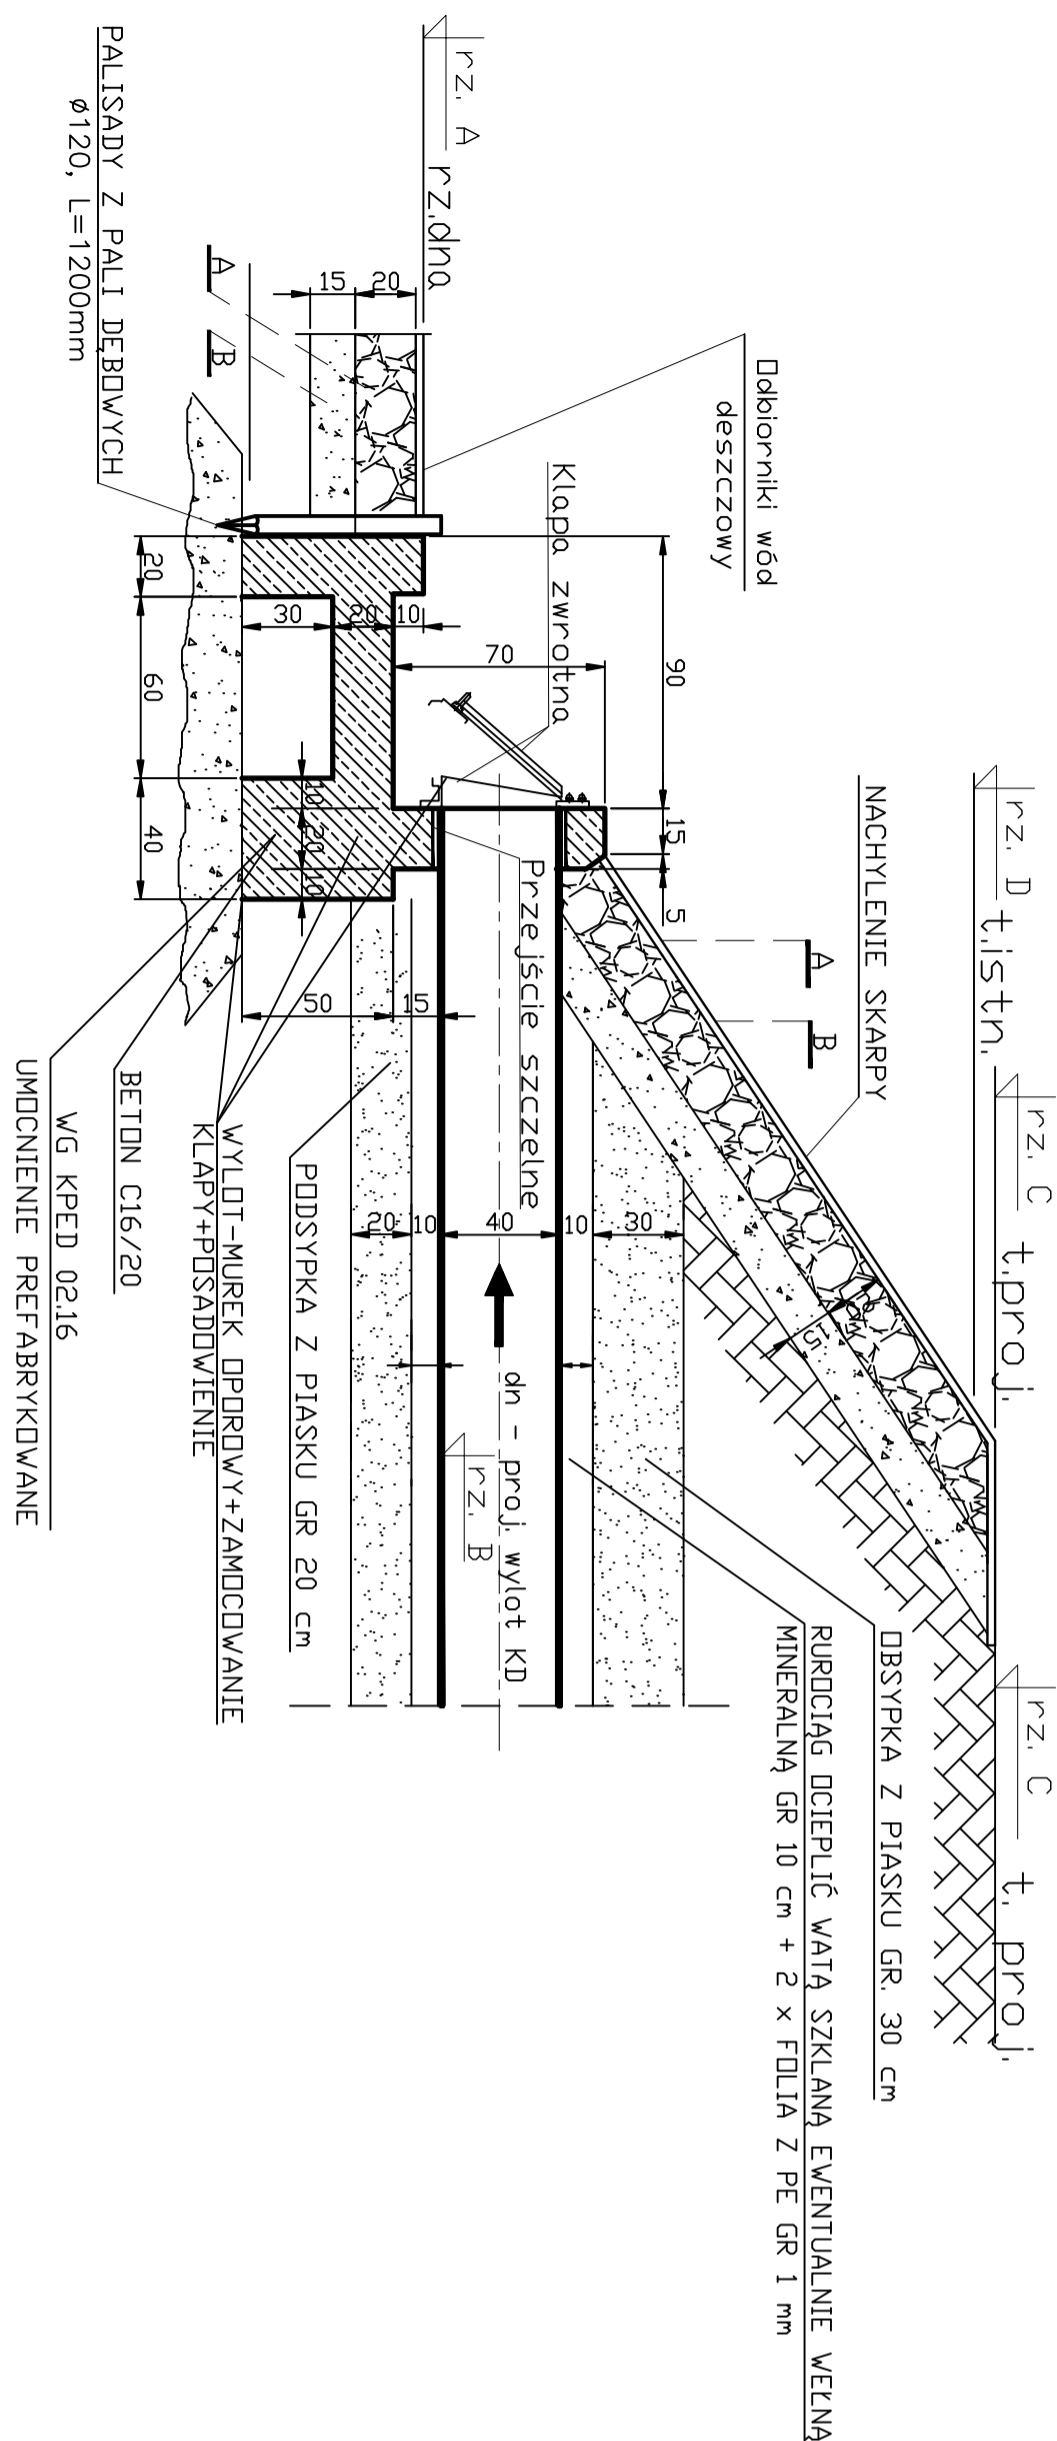 rz. D
t.istn.
rz. C
t.proj.
rz. C
t. proj.
NACHYLENIE SKARPY
A
B
OBSYPKA Z PIASKU GR. 30 cm
RUROCIĄG OCIEPLIĆ WATĄ SZKLANĄ EWENTUALNIE WEŁNĄ
MINERALNĄ GR 10 cm + 2 x FOLIA Z PE GR 1 mm
Odbiorniki wód
deszczowy
Klapa zwrotna
90
15
5
70
Przejście szczelne
rz. A
rz.dna
20
15
10
20
30
30
10
40
10
20
15
50
15
dn - proj. wylot KD
rz. B
10
20
10
20
60
40
A
B
PALISADY Z PALI DĘBOWYCH
ø120, L=1200mm
PODSYPKA Z PIASKU GR 20 cm
WYLOT-MUREK OPOROWY+ZAMOCOWANIE
KLAPY+POSADOWIENIE
BETON C16/20
WG KPED 02.16
UMOCNIENIE PREFABRYKOWANE